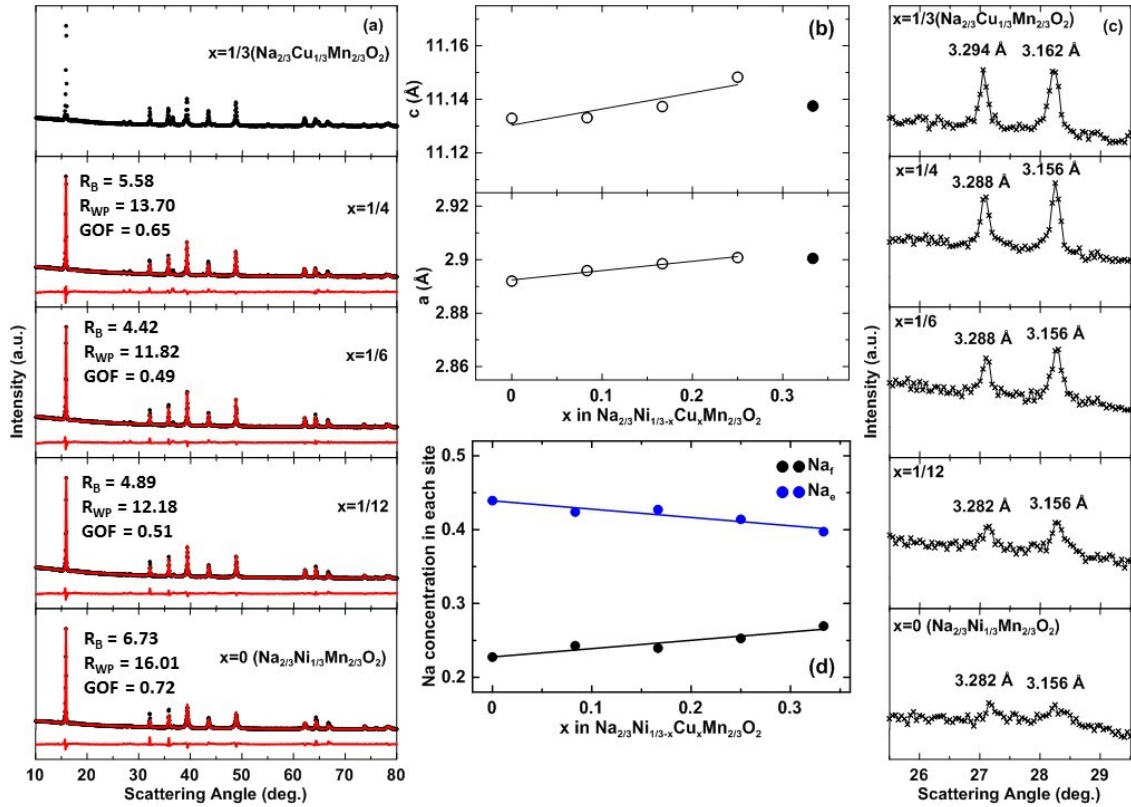 (a)
x=1/3(Na2/3Cu1/3Mn2/3O2)
RB = 5.58
RWP = 13.70
GOF = 0.65
x=1/4
RB = 4.42
RWP = 11.82
GOF = 0.49
x=1/6
RB = 4.89
RWP = 12.18
GOF = 0.51
x=1/12
RB = 6.73
RWP = 16.01
GOF = 0.72
x=0 (Na2/3Ni1/3Mn2/3O2)
Intensity (a.u.)
10 20 30 40 50 60 70 80
Scattering Angle (deg.)
(b)
11.16
11.14
11.12
c (Å)
2.92
2.90
2.88
2.86
a (Å)
0.0 0.1 0.2 0.3
x in Na2/3Ni1/3-xCuxMn2/3O2
0.5
0.4
0.3
0.2
Na concentration in each site
Naf
Nae
(d)
0.0 0.1 0.2 0.3
x in Na2/3Ni1/3-xCuxMn2/3O2
x=1/3(Na2/3Cu1/3Mn2/3O2)
(c)
3.294 Å 3.162 Å
x=1/4
3.288 Å 3.156 Å
x=1/6
3.288 Å 3.156 Å
x=1/12
3.282 Å 3.156 Å
x=0 (Na2/3Ni1/3Mn2/3O2)
3.282 Å 3.156 Å
Intensity (a.u.)
26 27 28 29
Scattering Angle (deg.)